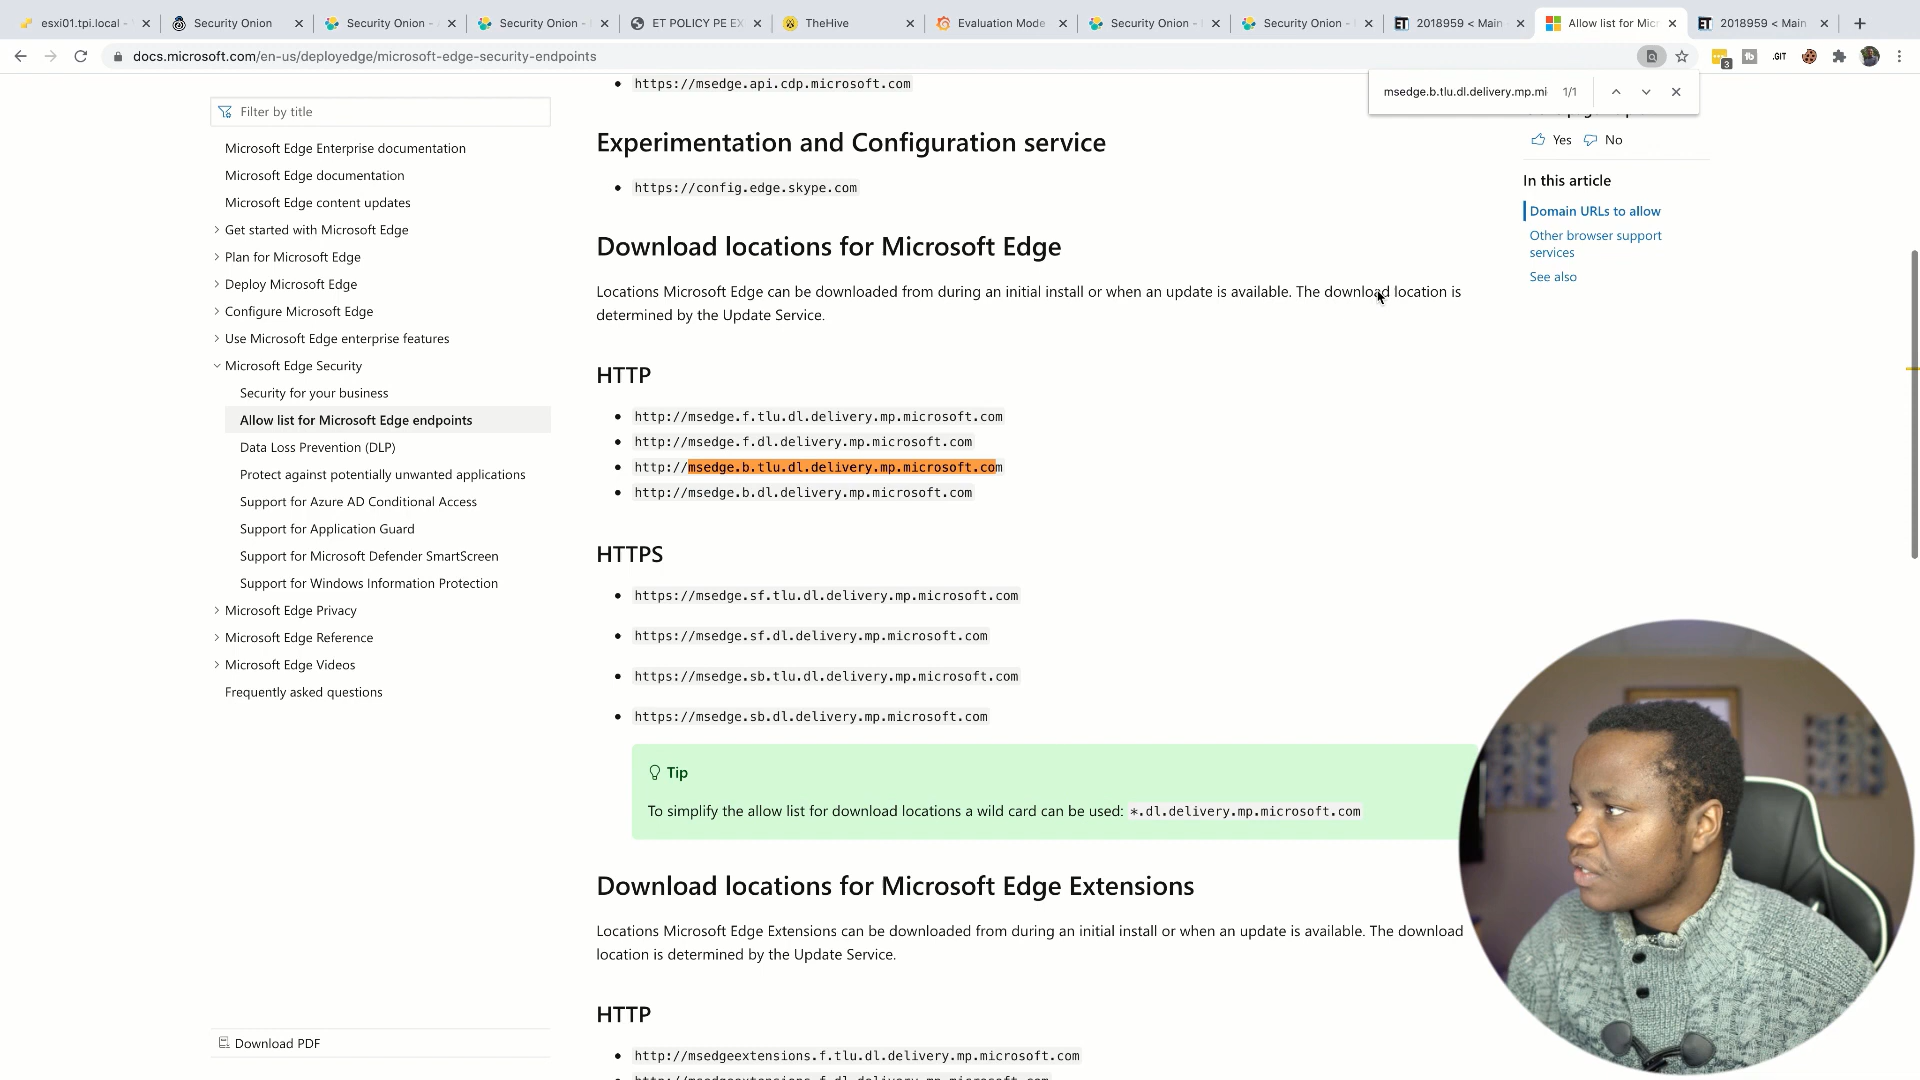 esxi01.tpi.local -
Security Onion
Security Onion -
Security Onion -
ET POLICY PE EX
TheHive
Evaluation Mode
Security Onion -
Security Onion -
2018959 < Main
Allow list for Micr
2018959 < Main
docs.microsoft.com/en-us/deployedge/microsoft-edge-security-endpoints
3
.GIT
msedge.b.tlu.dl.delivery.mp.mi
1/1
Yes
No
In this article
Domain URLs to allow
Other browser support
services
See also
Filter by title
Microsoft Edge Enterprise documentation
Microsoft Edge documentation
Microsoft Edge content updates
Get started with Microsoft Edge
Plan for Microsoft Edge
Deploy Microsoft Edge
Configure Microsoft Edge
Use Microsoft Edge enterprise features
Microsoft Edge Security
Security for your business
Allow list for Microsoft Edge endpoints
Data Loss Prevention (DLP)
Protect against potentially unwanted applications
Support for Azure AD Conditional Access
Support for Application Guard
Support for Microsoft Defender SmartScreen
Support for Windows Information Protection
Microsoft Edge Privacy
Microsoft Edge Reference
Microsoft Edge Videos
Frequently asked questions
Download PDF
https://msedge.api.cdp.microsoft.com
Experimentation and Configuration service
https://config.edge.skype.com
Download locations for Microsoft Edge
Locations Microsoft Edge can be downloaded from during an initial install or when an update is available. The download location is
determined by the Update Service.
HTTP
http://msedge.f.tlu.dl.delivery.mp.microsoft.com
http://msedge.f.dl.delivery.mp.microsoft.com
http://msedge.b.tlu.dl.delivery.mp.microsoft.com
http://msedge.b.dl.delivery.mp.microsoft.com
HTTPS
https://msedge.sf.tlu.dl.delivery.mp.microsoft.com
https://msedge.sf.dl.delivery.mp.microsoft.com
https://msedge.sb.tlu.dl.delivery.mp.microsoft.com
https://msedge.sb.dl.delivery.mp.microsoft.com
Tip
To simplify the allow list for download locations a wild card can be used: *.dl.delivery.mp.microsoft.com
Download locations for Microsoft Edge Extensions
Locations Microsoft Edge Extensions can be downloaded from during an initial install or when an update is available. The download
location is determined by the Update Service.
HTTP
http://msedgeextensions.f.tlu.dl.delivery.mp.microsoft.com
http://msedgeextensions.f.dl.delivery.mp.microsoft.com